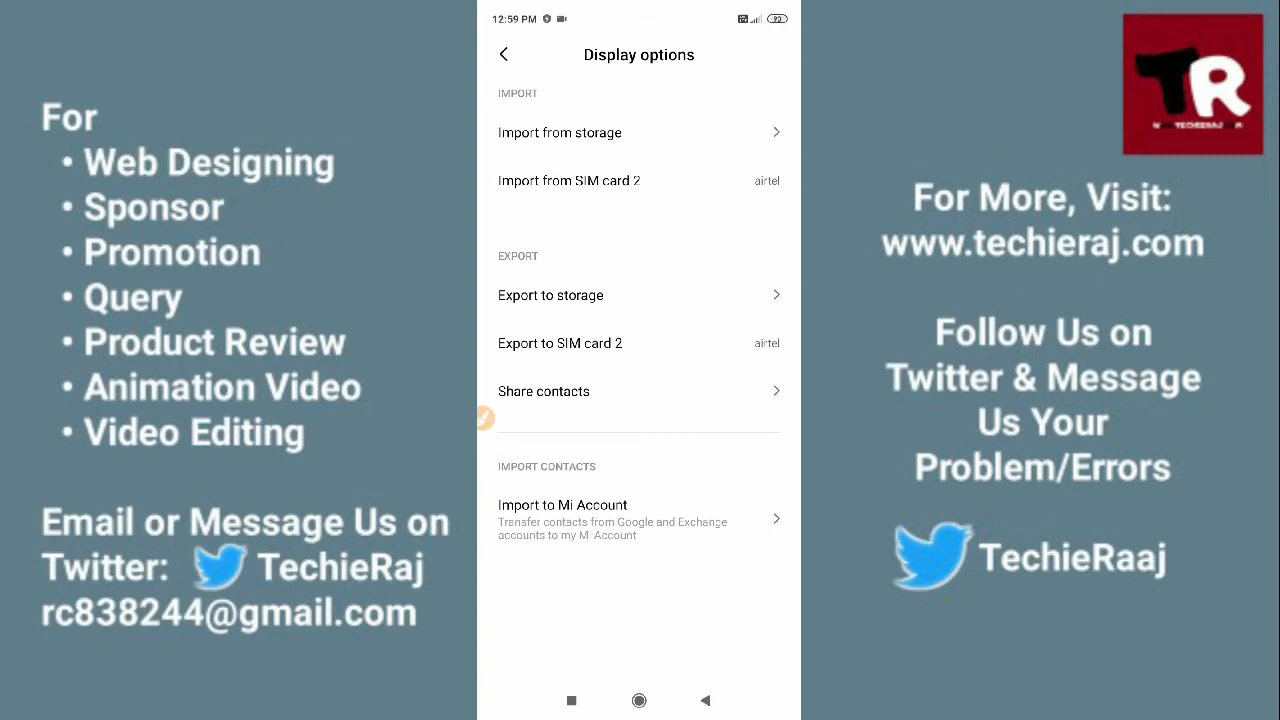 For
• Web Designing
• Sponsor
• Promotion
• Query
• Product Review
• Animation Video
• Video Editing
Email or Message Us on
Twitter: TechieRaj
rc838244@gmail.com
12:59 PM
90
Display options
IMPORT
Import from storage
Import from SIM card 2 airtel
EXPORT
Export to storage
Export to SIM card 2 airtel
Share contacts
IMPORT CONTACTS
Import to Mi Account
Transfer contacts from Google and Exchange
accounts to my Mi Account
TR
For More, Visit:
www.techieraj.com
Follow Us on
Twitter & Message
Us Your
Problem/Errors
TechieRaaj